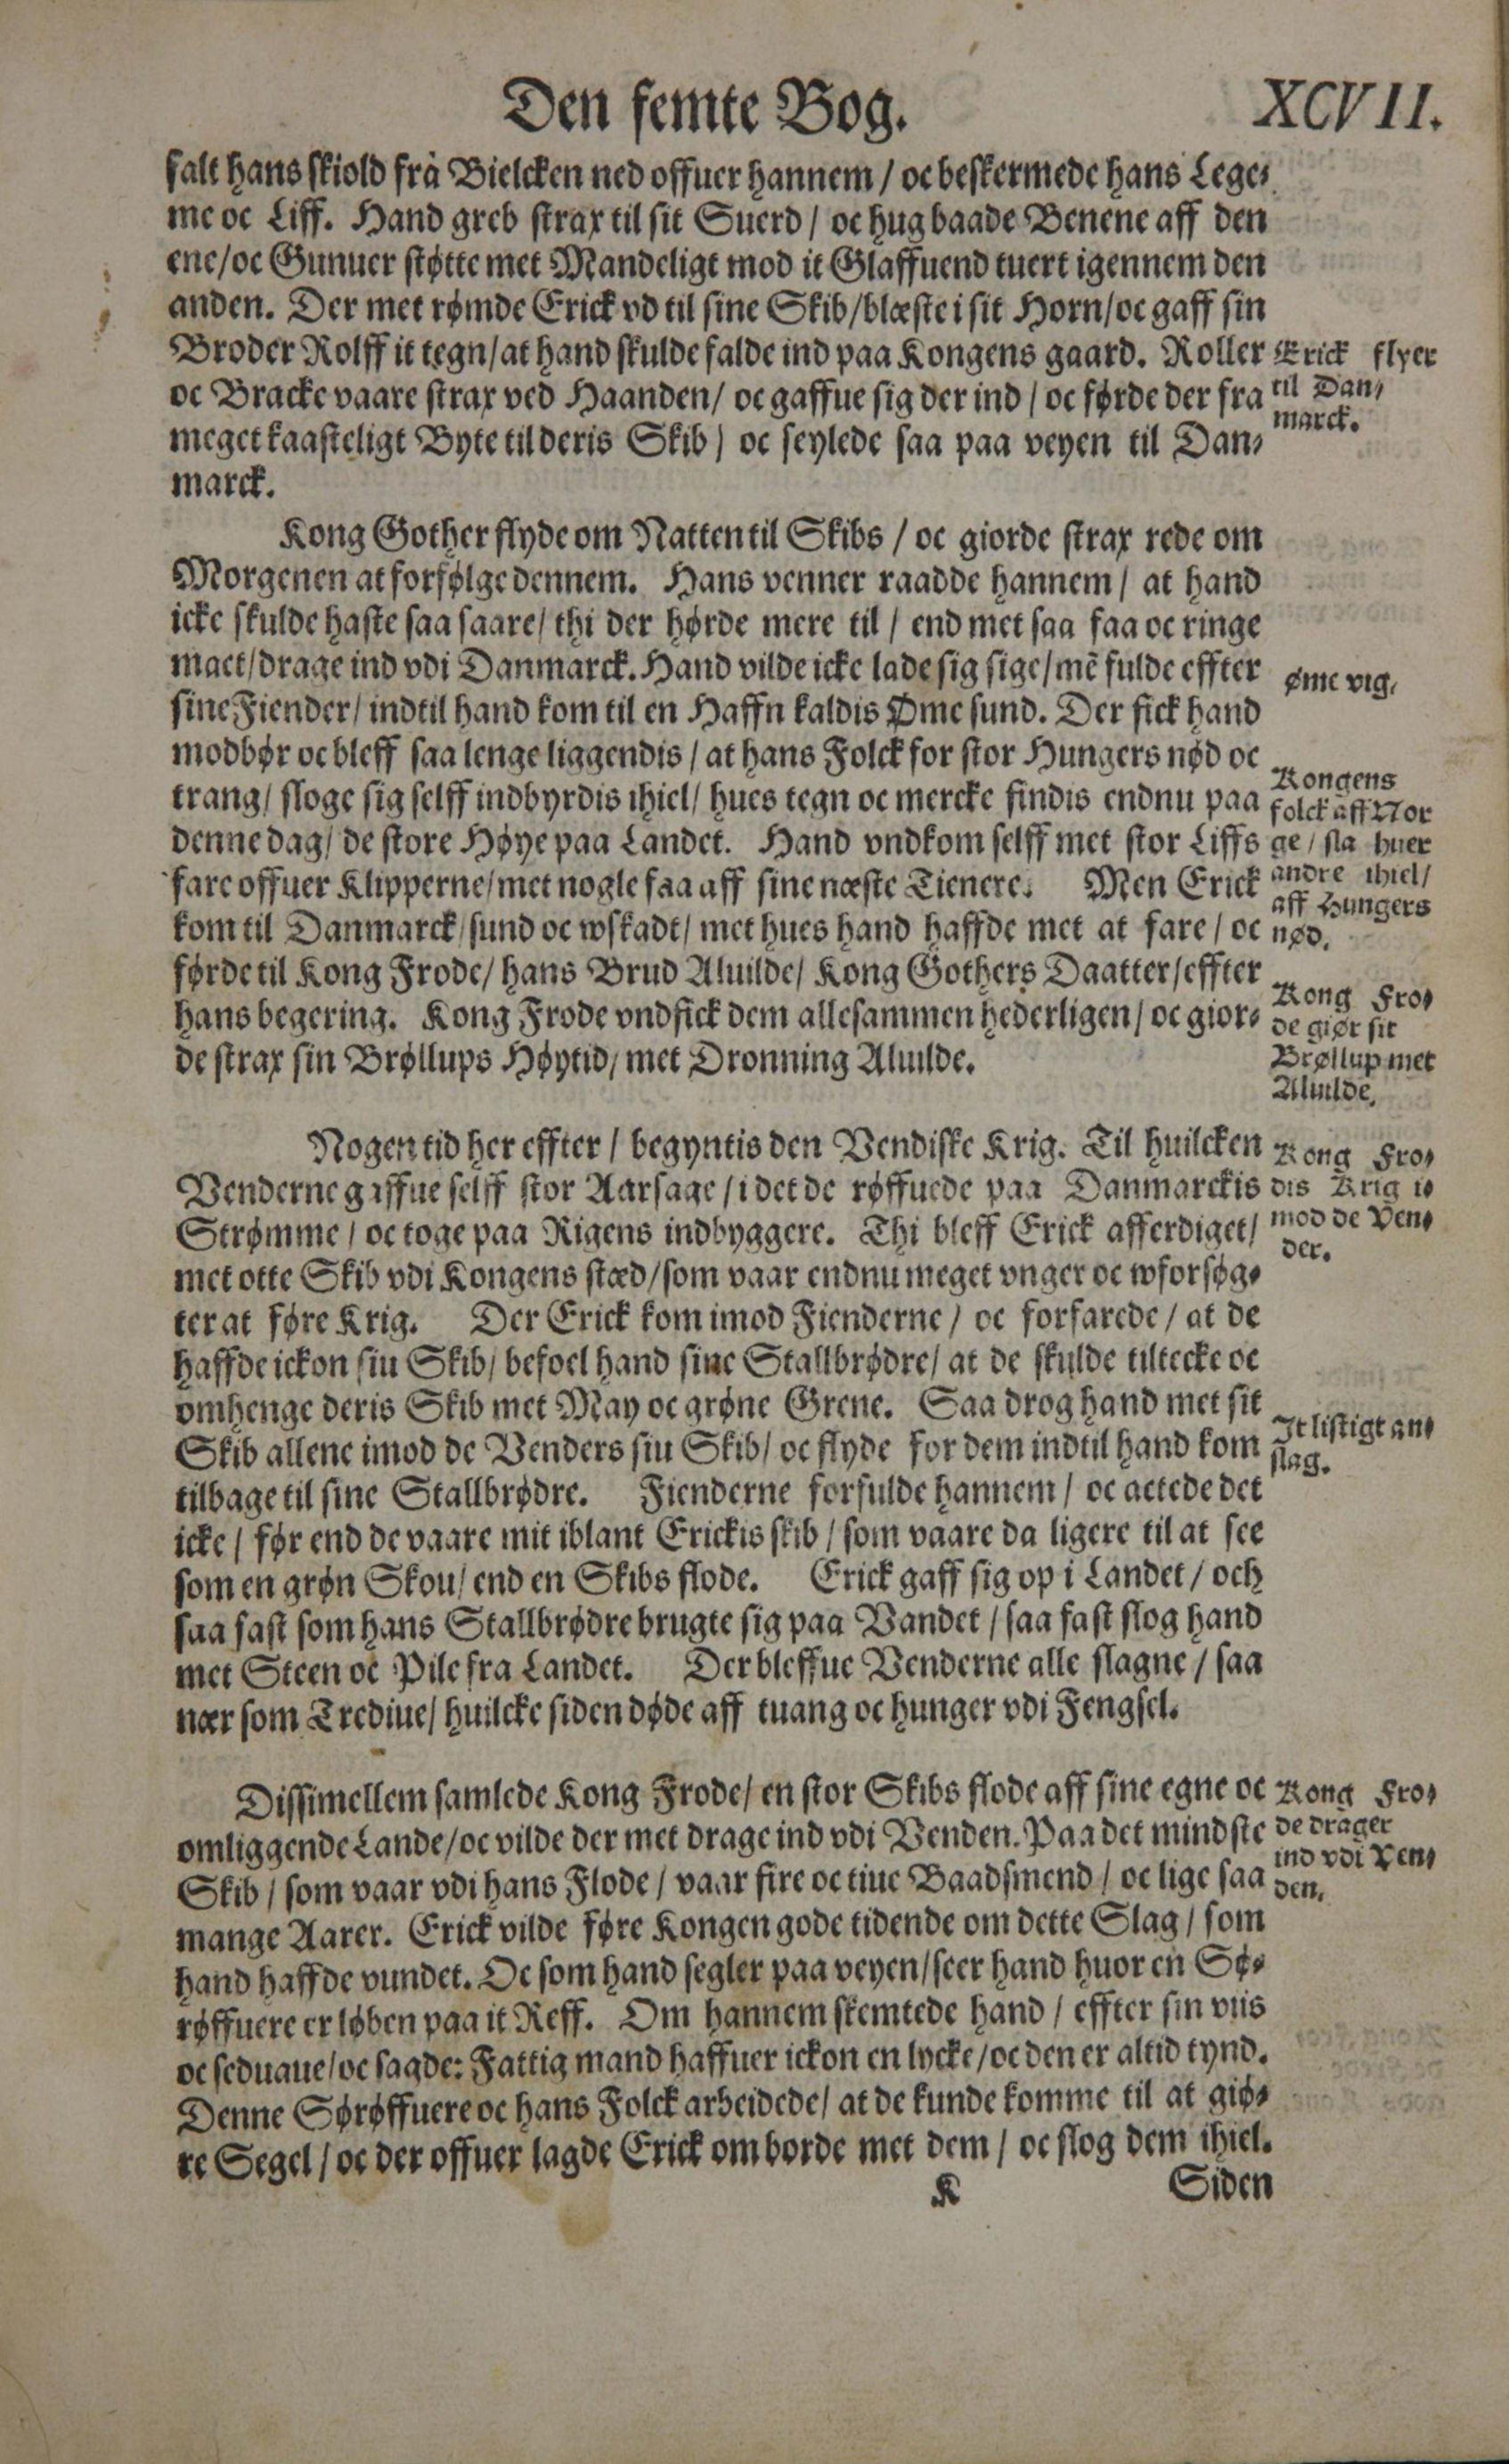 Den femte Bog. XCVII.
falt hans skiold frå Bielcken ned offuer hannem / oc beskermede hans Lege-
me oc Liff. Hand greb strax til sit Suerd / oc hug baade Benene aff den
ene / oc Gunuer støtte met Mandeligt mod it Glaffuend tuert igennem den
anden. Der met rømde Erick vd til sine Skib / blæste i sit Horn / oc gaff sin
Broder Rolff it tegn / at hand skulde falde ind paa Kongens gaard. Roller
oc Bracke vaare strax ved Haanden / oc gaffue sig der ind / oc førde der fra
meget kaasteligt Byte til deris Skib / oc seylede saa paa veyen til Dan-
marck.
Erick flyer
til Dan-
marck.
Kong Gother flyde om Natten til Skibs / oc giorde strax rede om
Morgenen at forfølge dennem. Hans venner raadde hannem / at hand
icke skulde haste saa saare / thi der hørde mere til / end met saa faa oc ringe
mact / drage ind vdi Danmarck. Hand vilde icke lade sig sige / mẽ fulde effter
sine Fiender / indtil hand kom til en Haffn kaldis Øme sund. Der fick hand
modbør oc bleff saa lenge liggendis / at hans Folck for stor Hungers nød oc
trang / sloge sig selff indbyrdis ihiel / hues tegn oc mercke findis endnu paa
denne dag / de store Høye paa Landet. Hand vndkom selff met stor Liffs
fare offuer Klipperne / met nogle faa aff sine næste Tienere. Men Erick
kom til Danmarck / sund oc wskadt / met hues hand haffde met at fare / oc
førde til Kong Frode / hans Brud Aluilde / Kong Gothers Daatter / effter
hans begering. Kong Frode vndfick dem allesammen hederligen / oc gior-
de strax sin Brøllups Høytid / met Dronning Aluilde.
øme vig.
Kongens
folck aff Nor
ge / sla huer
andre ihiel /
aff Hungers
nød.
Kong Fro-
de giør sit
Brøllup met
Aluilde.
Nogen tid her effter / begyntis den Vendiske Krig. Til huilcken
Venderne gaffue selff stor Aarsage / i det de røffuede paa Danmarckis
Strømme / oc toge paa Rigens indbyggere. Thi bleff Erick afferdiget /
met otte Skib vdi Kongens stæd / som vaar endnu meget vnger oc wforsøg-
ter at føre Krig. Der Erick kom imod Fienderne / oc forfarede / at de
haffde ickon siu Skib / befoel hand sine Stallbrødre / at de skulde tiltecke oc
omhenge deris Skib met May oc grøne Grene. Saa drog hand met sit
Skib allene imod de Venders siu Skib / oc flyde for dem indtil hand kom
tilbage til sine Stallbrødre. Fienderne forfulde hannem / oc actede det
icke / før end de vaare mit iblant Erickis skib / som vaare da ligere til at see
som en grøn Skou / end en Skibs flode. Erick gaff sig op i Landet / och
saa fast som hans Stallbrødre brugte sig paa Vandet / saa fast slog hand
met Steen oc Pile fra Landet. Der bleffue Venderne alle slagne / saa
nær som Trediue / huilcke siden døde aff tuang oc hunger vdi Fengsel.
Kong Fro-
dis Krig i-
mod de Ven-
der.
It listigt an-
slag.
Dissimellem samlede Kong Frode / en stor Skibs flode aff sine egne oc
omliggende Lande / oc vilde der met drage ind vdi Venden. Paa det mindste
Skib / som vaar vdi hans Flode / vaar fire oc tiue Baadsmend / oc lige saa
mange Aarer. Erick vilde føre Kongen gode tidende om dette Slag / som
hand haffde vundet. Oc som hand segler paa veyen / seer hand huor en Sø-
røffuere er løben paa it Reff. Om hannem skemtede hand / effter sin viis
oc seduaue / oc sagde: Fattig mand haffuer ickon en lycke / oc den er altid tynd.
Denne Sørøffuere oc hans Folck arbeidede / at de kunde komme til at giø-
re Segel / oc der offuer lagde Erick om borde met dem / oc slog dem ihiel.
Kong Fro-
de drager
ind vdi Ven-
den.
K Siden